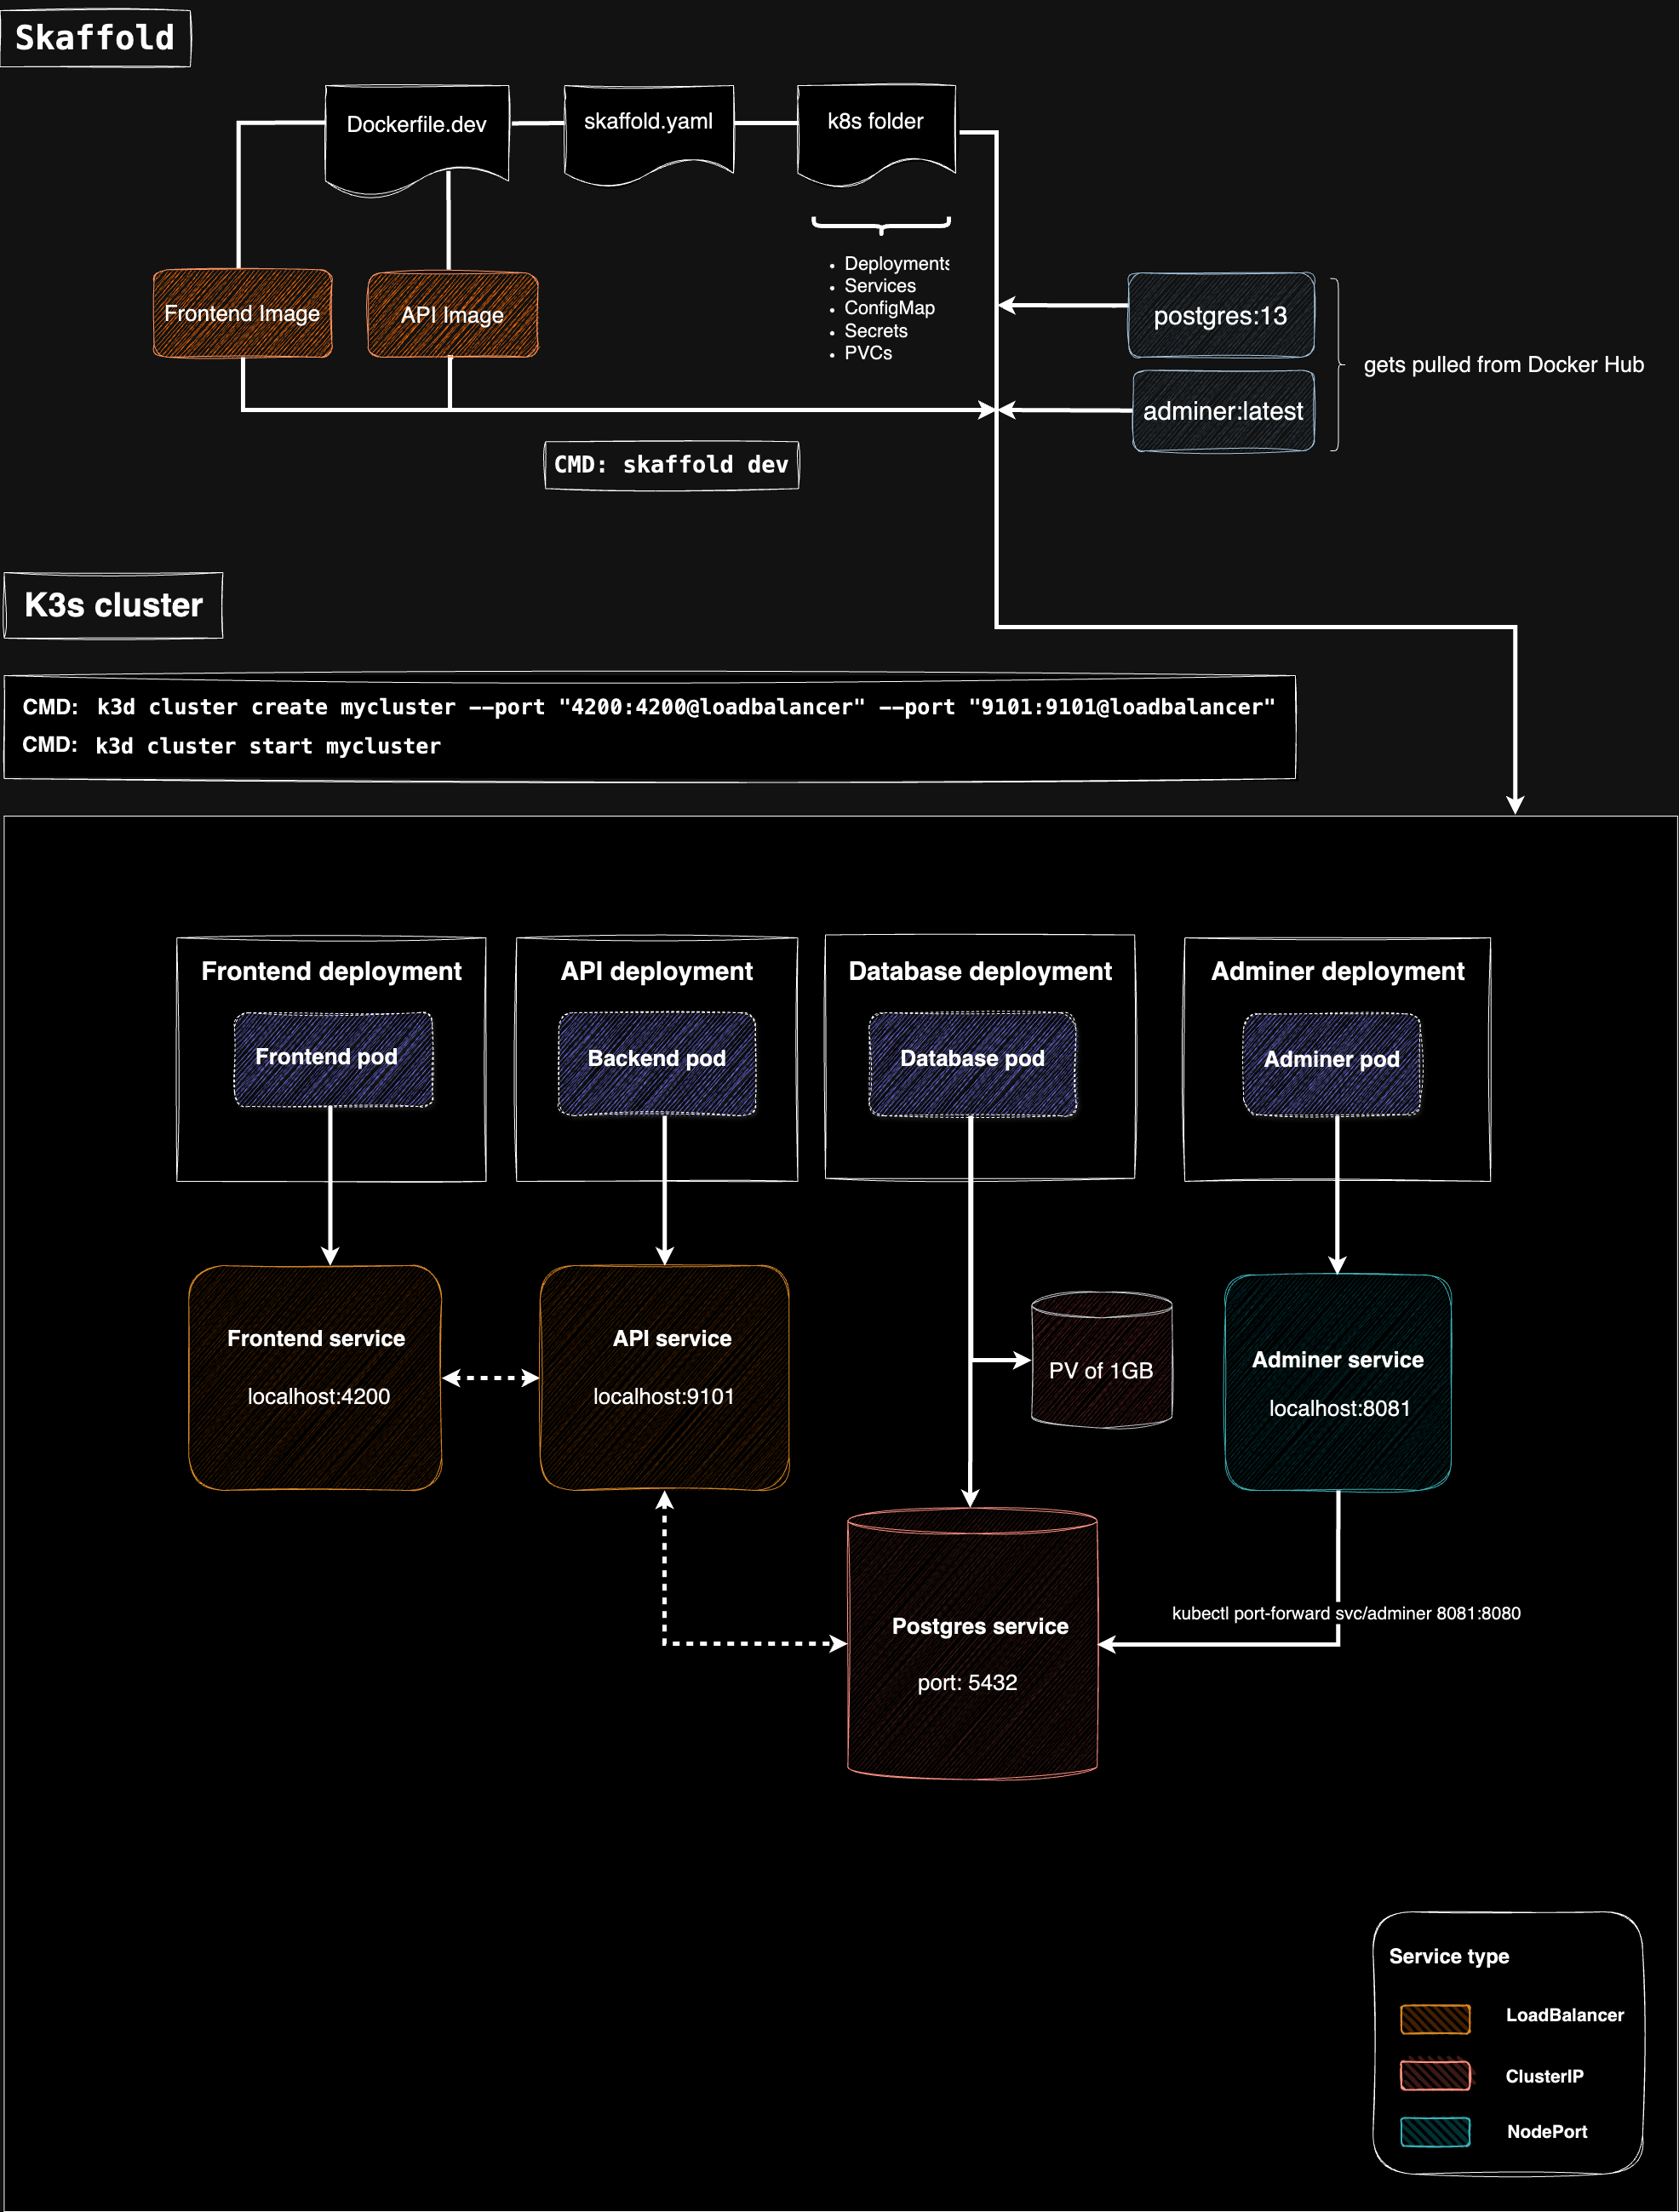 Skaffold
Dockerfile.dev
skaffold.yaml
k8s folder
Deployments
Services
ConfigMap
Secrets
PVCs
Frontend Image
API Image
postgres:13
adminer:latest
gets pulled from Docker Hub
CMD: skaffold dev
K3s cluster
CMD: k3d cluster create mycluster --port "4200:4200@loadbalancer" --port "9101:9101@loadbalancer"
CMD: k3d cluster start mycluster
Frontend deployment
Frontend pod
API deployment
Backend pod
Database deployment
Database pod
Adminer deployment
Adminer pod
Frontend service
localhost:4200
API service
localhost:9101
PV of 1GB
Adminer service
localhost:8081
kubectl port-forward svc/adminer 8081:8080
Postgres service
port: 5432
Service type
LoadBalancer
ClusterIP
NodePort